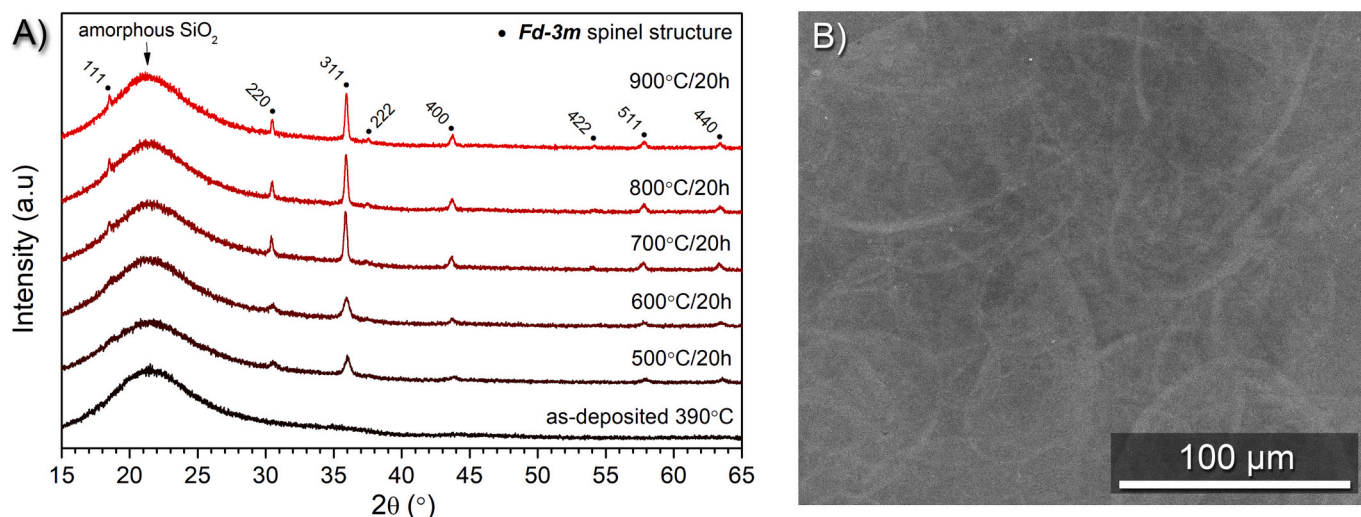 A)
amorphous SiO₂
• Fd-3m spinel structure
111
220
311
222
400
422
511
440
900°C/20h
800°C/20h
700°C/20h
600°C/20h
500°C/20h
as-deposited 390°C
Intensity (a.u)
15 20 25 30 35 40 45 50 55 60 65
2θ (°)
B)
100 µm